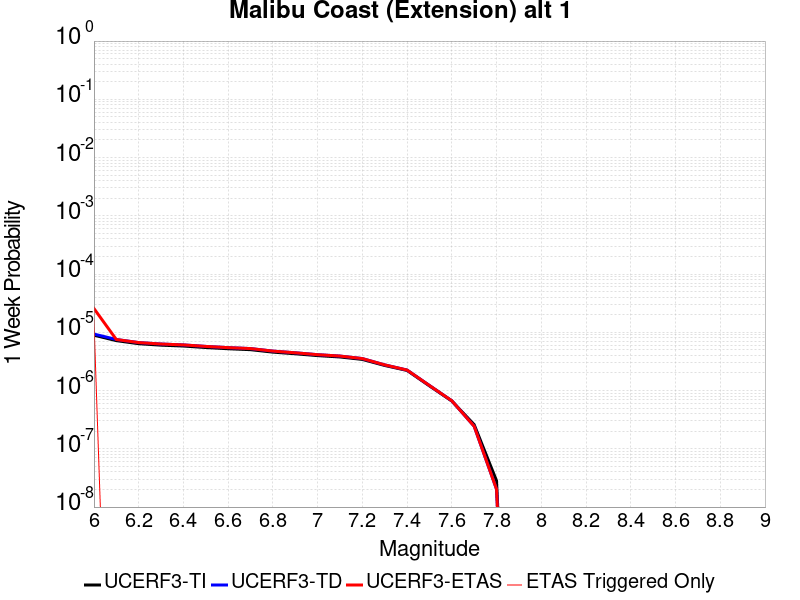 Malibu Coast (Extension) alt 1
10^0
10^-1
10^-2
10^-3
10^-4
10^-5
10^-6
10^-7
10^-8
1 Week Probability
6 6.2 6.4 6.6 6.8 7 7.2 7.4 7.6 7.8 8 8.2 8.4 8.6 8.8 9
Magnitude
UCERF3-TI UCERF3-TD UCERF3-ETAS ETAS Triggered Only